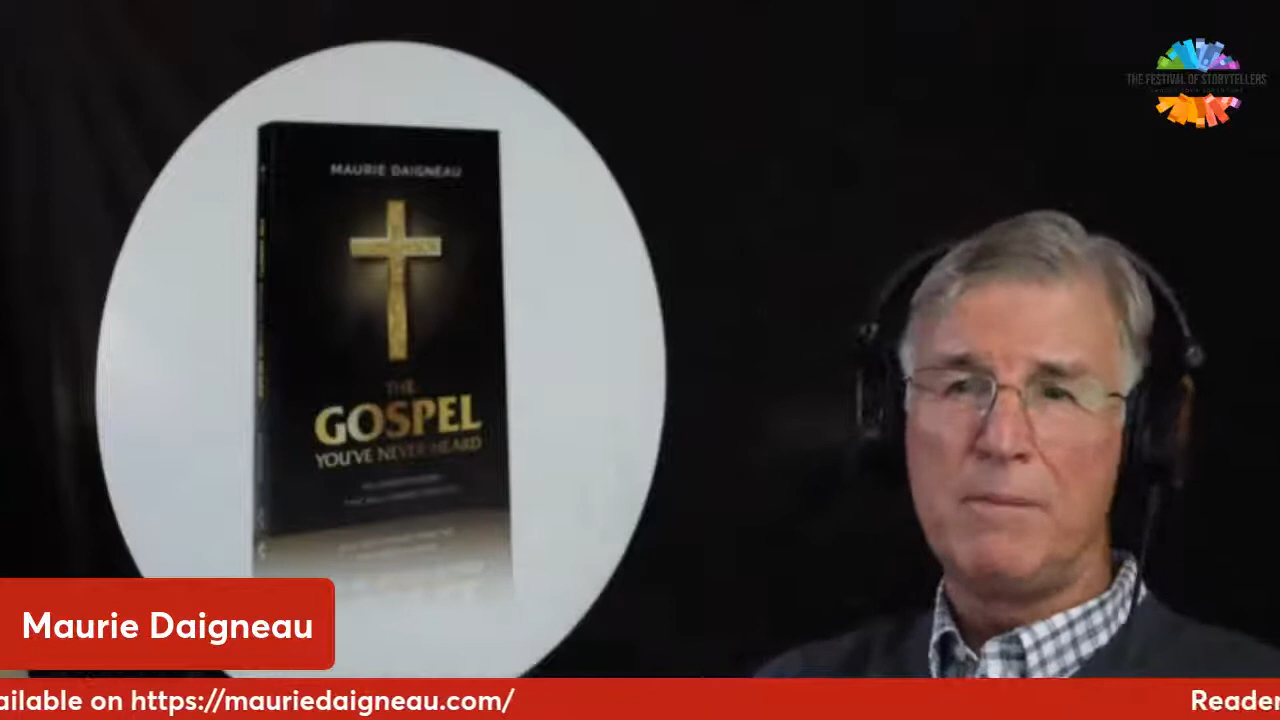 THE FESTIVAL OF STORYTELLERS
MAURIE DAIGNEAU
THE
GOSPEL
YOU'VE NEVER HEARD
Maurie Daigneau
ailable on https://mauriedaigneau.com/
Reader